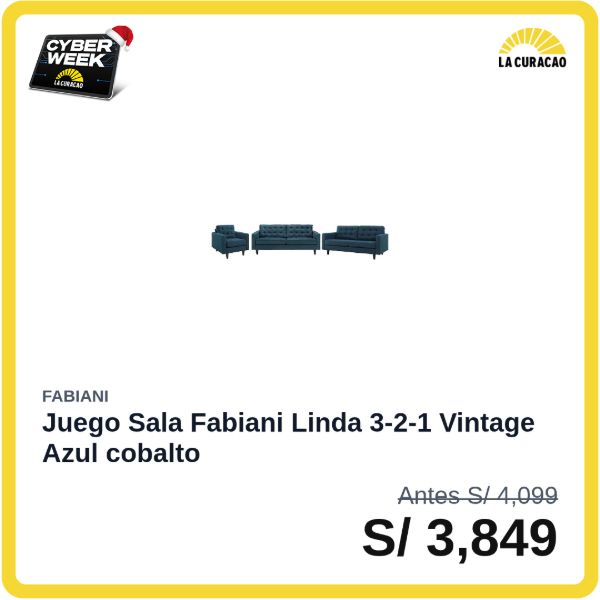 CYBER
WEEK
LA CURACAO
LA CURACAO
FABIANI
Juego Sala Fabiani Linda 3-2-1 Vintage
Azul cobalto
Antes S/ 4,099
S/ 3,849